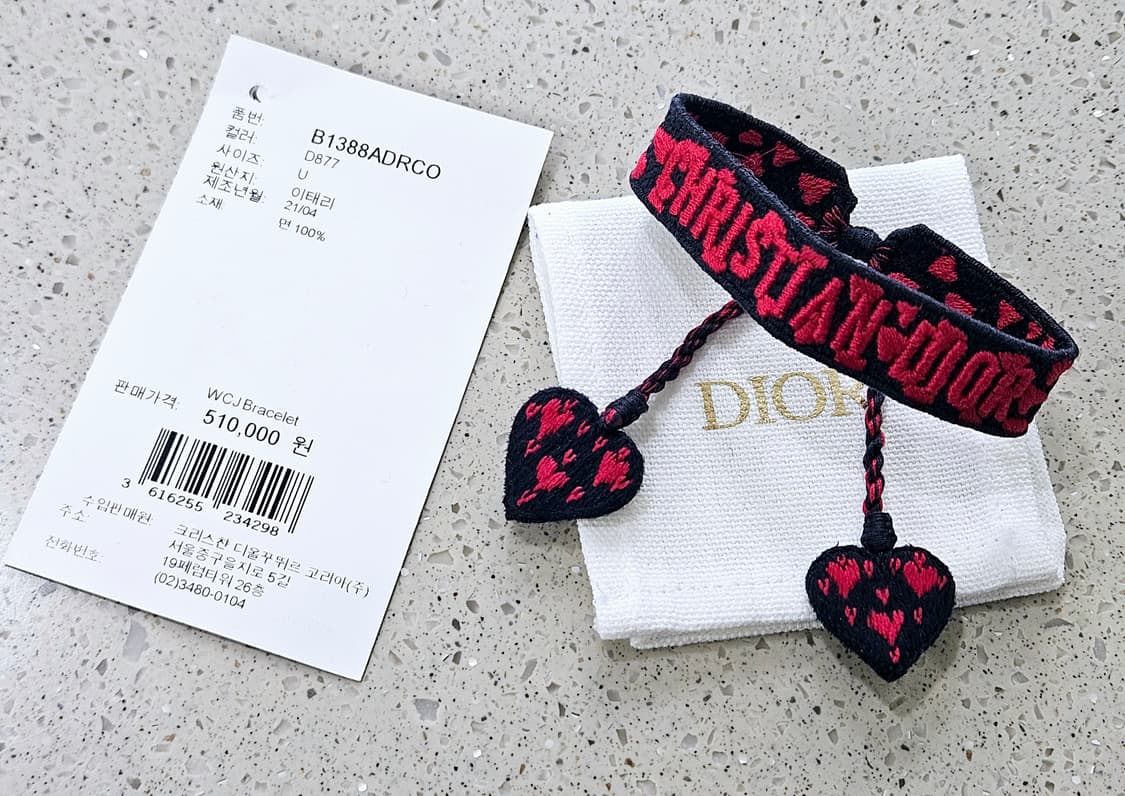 품번: B1388ADRCO
컬러: D877
사이즈: U
원산지: 이태리
제조년월: 21/04
소재: 면 100%
WCJ Bracelet
판매가격: 510,000 원
3 616255 234298
수입판매원: 크리스챤 디올꾸뛰르 코리아(주)
주소: 서울중구을지로 5길
19페럼타워 26층
전화번호: (02)3480-0104
CHRISTIAN DIOR
DIOR